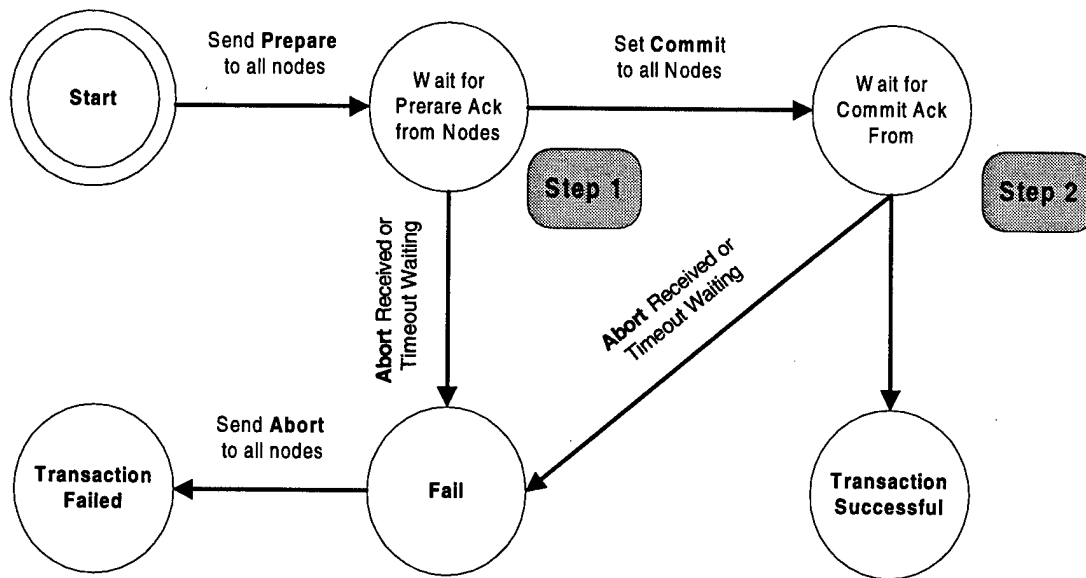 Start
Send Prepare
to all nodes
Wait for
Prerare Ack
from Nodes
Set Commit
to all Nodes
Wait for
Commit Ack
From
Step 1
Step 2
Abort Received or
Timeout Waiting
Abort Received or
Timeout Waiting
Transaction
Failed
Send Abort
to all nodes
Fail
Transaction
Successful